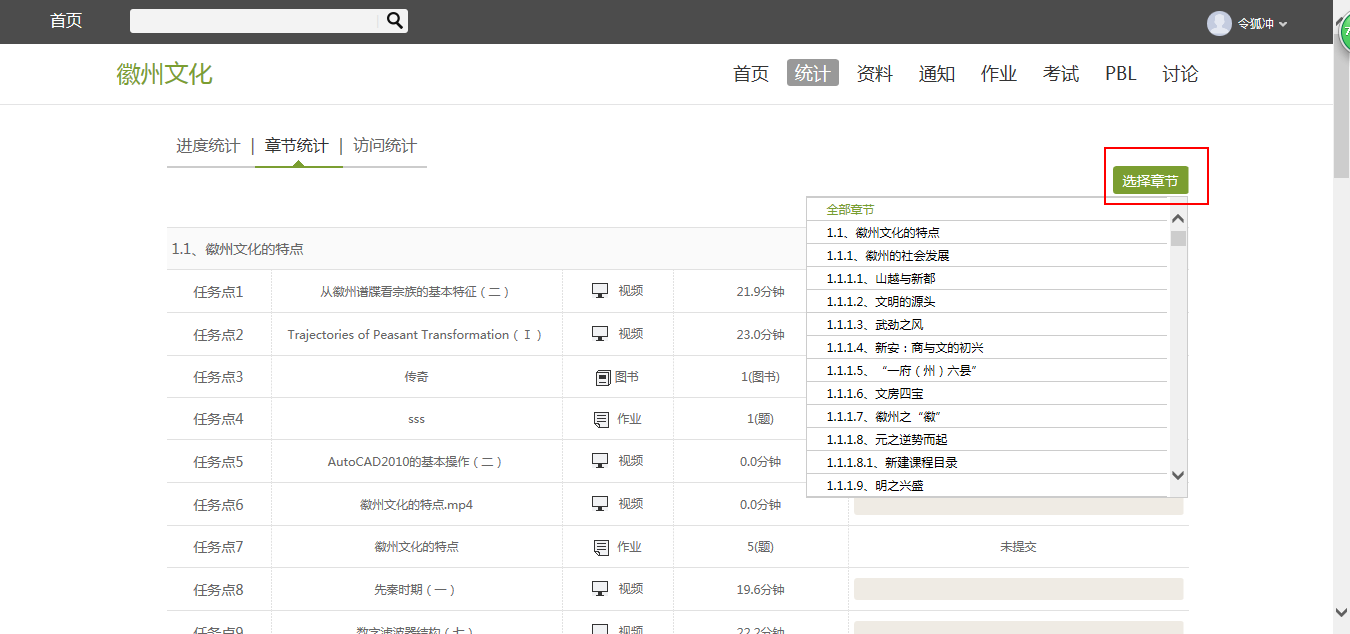 首页
令狐冲
徽州文化
首页 统计 资料 通知 作业 考试 PBL 讨论
进度统计 | 章节统计 | 访问统计
选择章节
全部章节
1.1、徽州文化的特点
1.1.1、徽州的社会发展
1.1.1.1、山越与新都
1.1.1.2、文明的源头
1.1.1.3、武劲之风
1.1.1.4、新安：商与文的初兴
1.1.1.5、“一府（州）六县”
1.1.1.6、文房四宝
1.1.1.7、徽州之“徽”
1.1.1.8、元之逆势而起
1.1.1.8.1、新建课程目录
1.1.1.9、明之兴盛
1.1、徽州文化的特点
任务点1 从徽州谱牒看宗族的基本特征（二） 视频 21.9分钟
任务点2 Trajectories of Peasant Transformation（Ⅰ） 视频 23.0分钟
任务点3 传奇 图书 1(图书)
任务点4 sss 作业 1(题)
任务点5 AutoCAD2010的基本操作（二） 视频 0.0分钟
任务点6 徽州文化的特点.mp4 视频 0.0分钟
任务点7 徽州文化的特点 作业 5(题) 未提交
任务点8 先秦时期（一） 视频 19.6分钟
任务点9 数字滤波器结构（七） 视频 22.2分钟